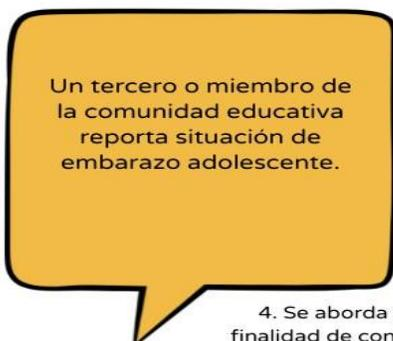 Un tercero o miembro de
la comunidad educativa
reporta situación de
embarazo adolescente.
4. Se aborda
finalidad de con